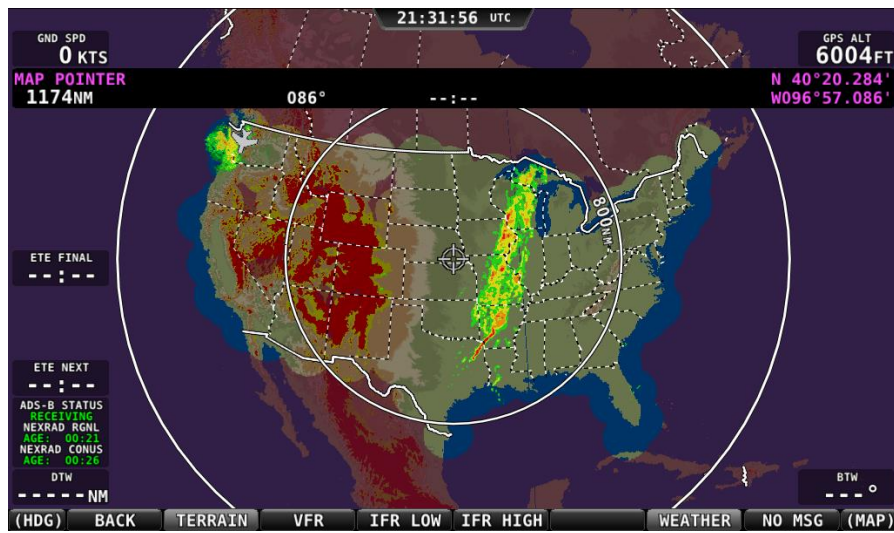 21:31:56 UTC
GND SPD
0 KTS
GPS ALT
6004FT
MAP POINTER
N 40°20.284'
1174NM 086° --:--
W096°57.086'
800NM
ETE FINAL
--:--
ETE NEXT
--:--
ADS-B STATUS
RECEIVING
NEXRAD RGNL
AGE: 00:21
NEXRAD CONUS
AGE: 00:26
DTW
-----NM
BTW
---°
(HDG) BACK TERRAIN VFR IFR LOW IFR HIGH WEATHER NO MSG (MAP)